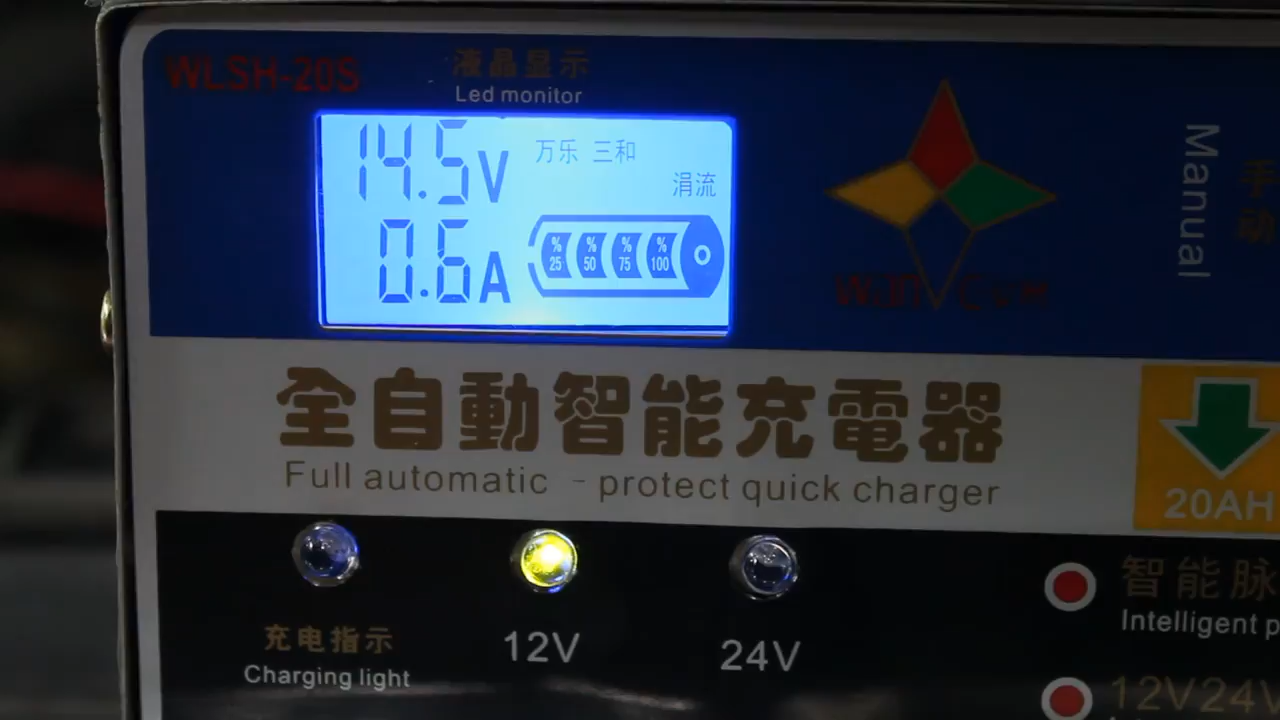 WLSH-20S
液晶显示
Led monitor
14.5V
万乐 三和
涓流
0.6A
%
25
%
50
%
75
%
100
Manual
手动
全自動智能充電器
Full automatic - protect quick charger
20AH
充电指示
Charging light
12V
24V
智能脉
Intelligent p
12V24V